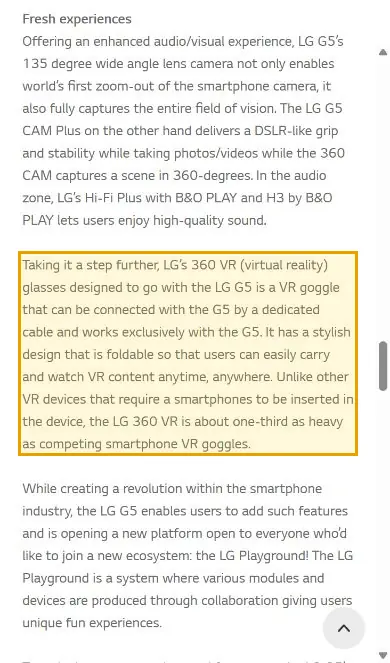 Fresh experiences
Offering an enhanced audio/visual experience, LG G5's
135 degree wide angle lens camera not only enables
world's first zoom-out of the smartphone camera, it
also fully captures the entire field of vision. The LG G5
CAM Plus on the other hand delivers a DSLR-like grip
and stability while taking photos/videos while the 360
CAM captures a scene in 360-degrees. In the audio
zone, LG's Hi-Fi Plus with B&O PLAY and H3 by B&O
PLAY lets users enjoy high-quality sound.
Taking it a step further, LG's 360 VR (virtual reality)
glasses designed to go with the LG G5 is a VR goggle
that can be connected with the G5 by a dedicated
cable and works exclusively with the G5. It has a stylish
design that is foldable so that users can easily carry
and watch VR content anytime, anywhere. Unlike other
VR devices that require a smartphones to be inserted in
the device, the LG 360 VR is about one-third as heavy
as competing smartphone VR goggles.
While creating a revolution within the smartphone
industry, the LG G5 enables users to add such features
and is opening a new platform open to everyone who'd
like to join a new ecosystem: the LG Playground! The LG
Playground is a system where various modules and
devices are produced through collaboration giving users
unique fun experiences.